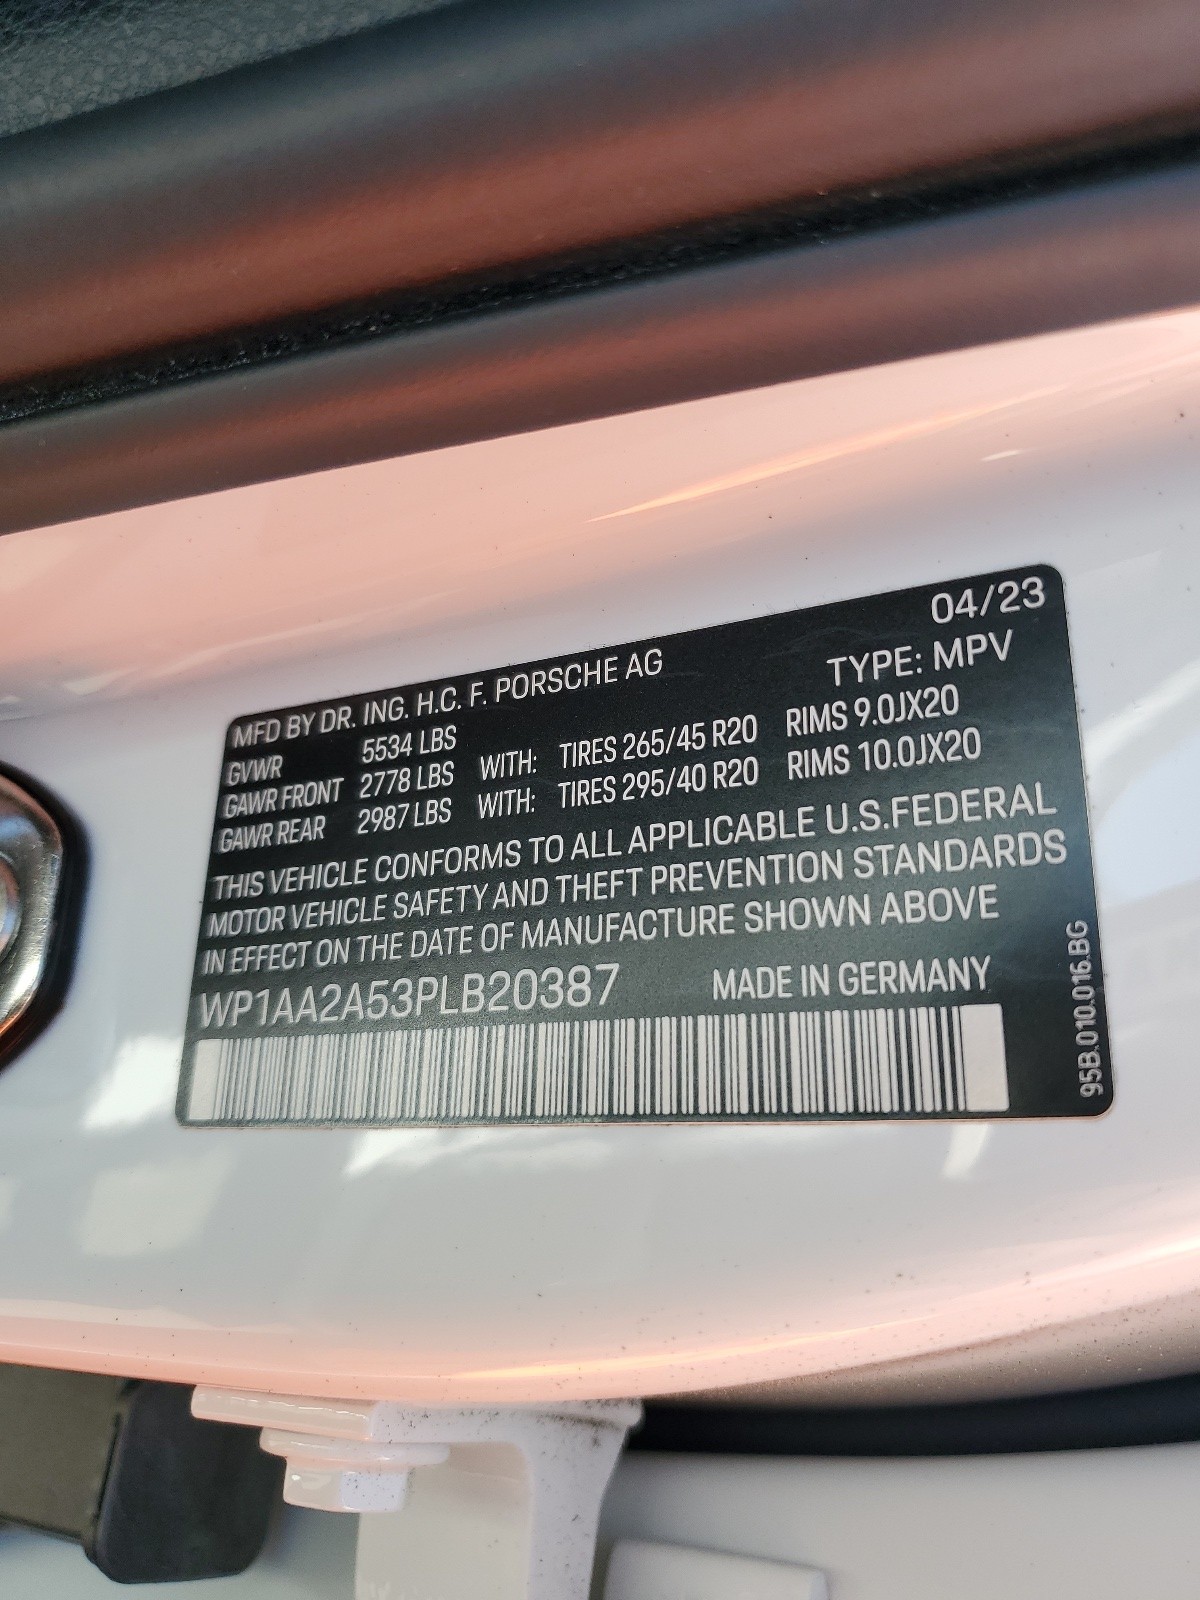 04/23
MFD BY DR. ING. H.C. F. PORSCHE AG TYPE: MPV
GVWR 5534 LBS
GAWR FRONT 2778 LBS WITH: TIRES 265/45 R20 RIMS 9.0JX20
GAWR REAR 2987 LBS WITH: TIRES 295/40 R20 RIMS 10.0JX20
THIS VEHICLE CONFORMS TO ALL APPLICABLE U.S.FEDERAL
MOTOR VEHICLE SAFETY AND THEFT PREVENTION STANDARDS
IN EFFECT ON THE DATE OF MANUFACTURE SHOWN ABOVE
WP1AA2A53PLB20387 MADE IN GERMANY
95B.010.016.BG